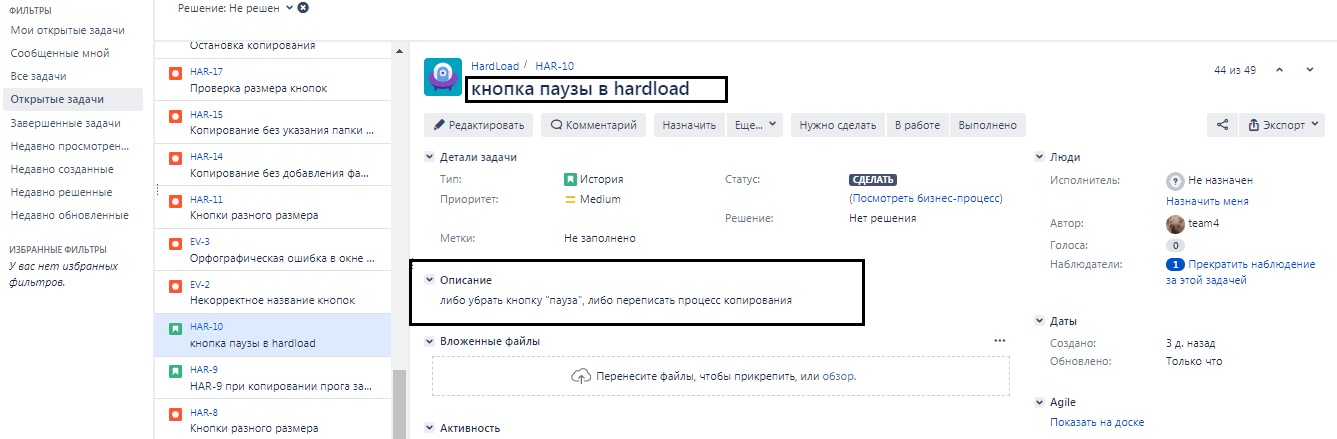 ФИЛЬТРЫ
Мои открытые задачи
Сообщенные мной
Все задачи
Открытые задачи
Завершенные задачи
Недавно просмотрен...
Недавно созданные
Недавно решенные
Недавно обновленные
ИЗБРАННЫЕ ФИЛЬТРЫ
У вас нет избранных
фильтров.
Решение: Не решен
Остановка копирования
HAR-17
Проверка размера кнопок
HAR-15
Копирование без указания папки ...
HAR-14
Копирование без добавления фа...
HAR-11
Кнопки разного размера
EV-3
Орфографическая ошибка в окне ...
EV-2
Некорректное название кнопок
HAR-10
кнопка паузы в hardload
HAR-9
HAR-9 при копировании прога за...
HAR-8
Кнопки разного размера
HardLoad / HAR-10
кнопка паузы в hardload
44 из 49
Редактировать Комментарий Назначить Еще... Нужно сделать В работе Выполнено Экспорт
Детали задачи
Тип: История
Приоритет: Medium
Метки: Не заполнено
Статус: СДЕЛАТЬ
(Посмотреть бизнес-процесс)
Решение: Нет решения
Описание
либо убрать кнопку "пауза", либо переписать процесс копирования
Вложенные файлы
Перенесите файлы, чтобы прикрепить, или обзор.
Активность
Люди
Исполнитель: Не назначен
Назначить меня
Автор: team4
Голоса: 0
Наблюдатели: 1 Прекратить наблюдение
за этой задачей
Даты
Создано: 3 д. назад
Обновлено: Только что
Agile
Показать на доске